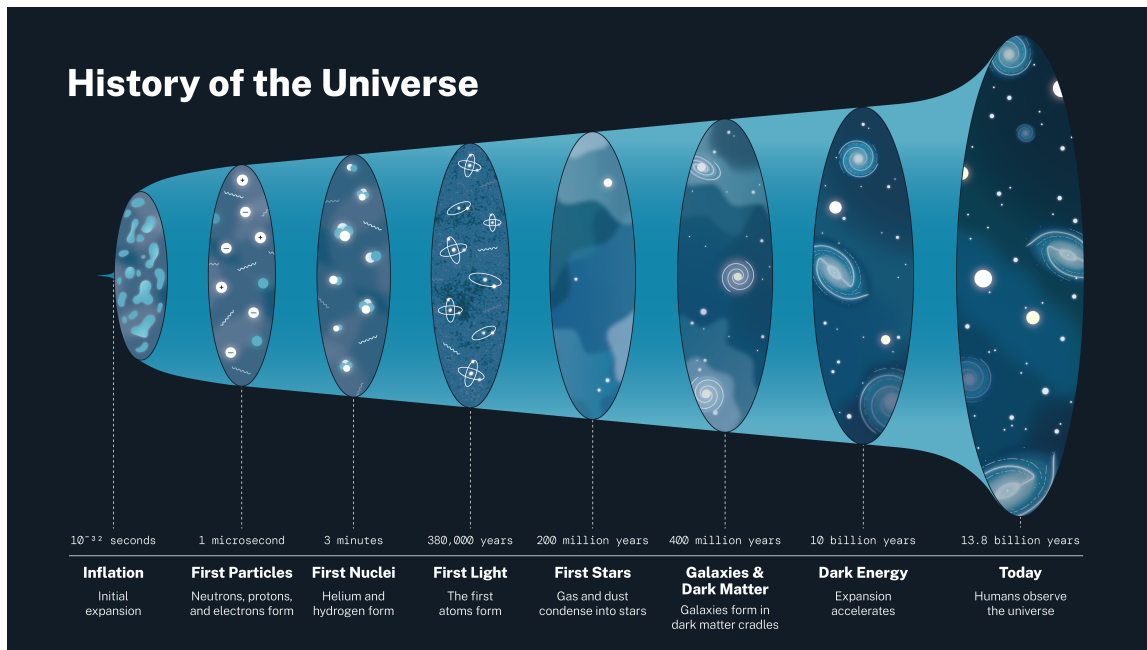 History of the Universe
10⁻³² seconds
1 microsecond
3 minutes
380,000 years
200 million years
400 million years
10 billion years
13.8 billion years
Inflation
Initial
expansion
First Particles
Neutrons, protons,
and electrons form
First Nuclei
Helium and
hydrogen form
First Light
The first
atoms form
First Stars
Gas and dust
condense into stars
Galaxies &
Dark Matter
Galaxies form in
dark matter cradles
Dark Energy
Expansion
accelerates
Today
Humans observe
the universe